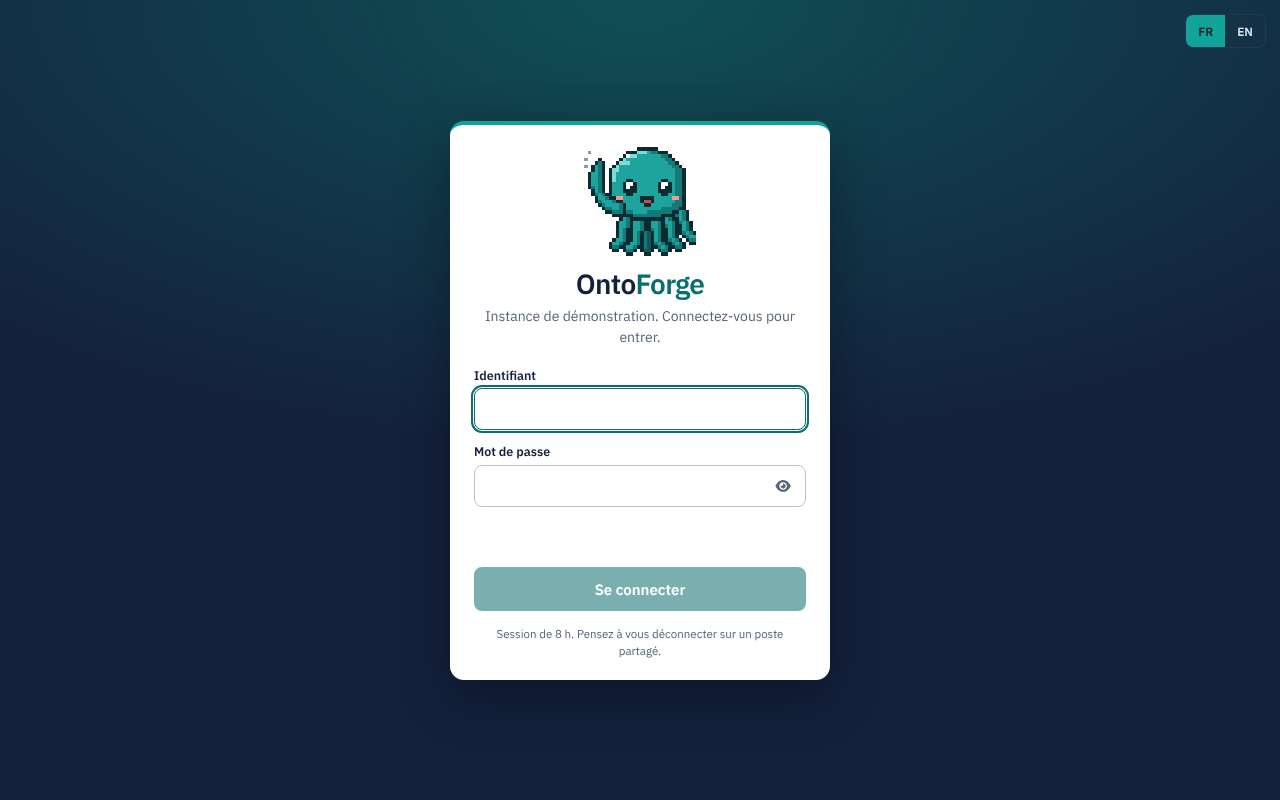 FR EN
OntoForge
Instance de démonstration. Connectez-vous pour
entrer.
Identifiant
Mot de passe
Se connecter
Session de 8 h. Pensez à vous déconnecter sur un poste
partagé.